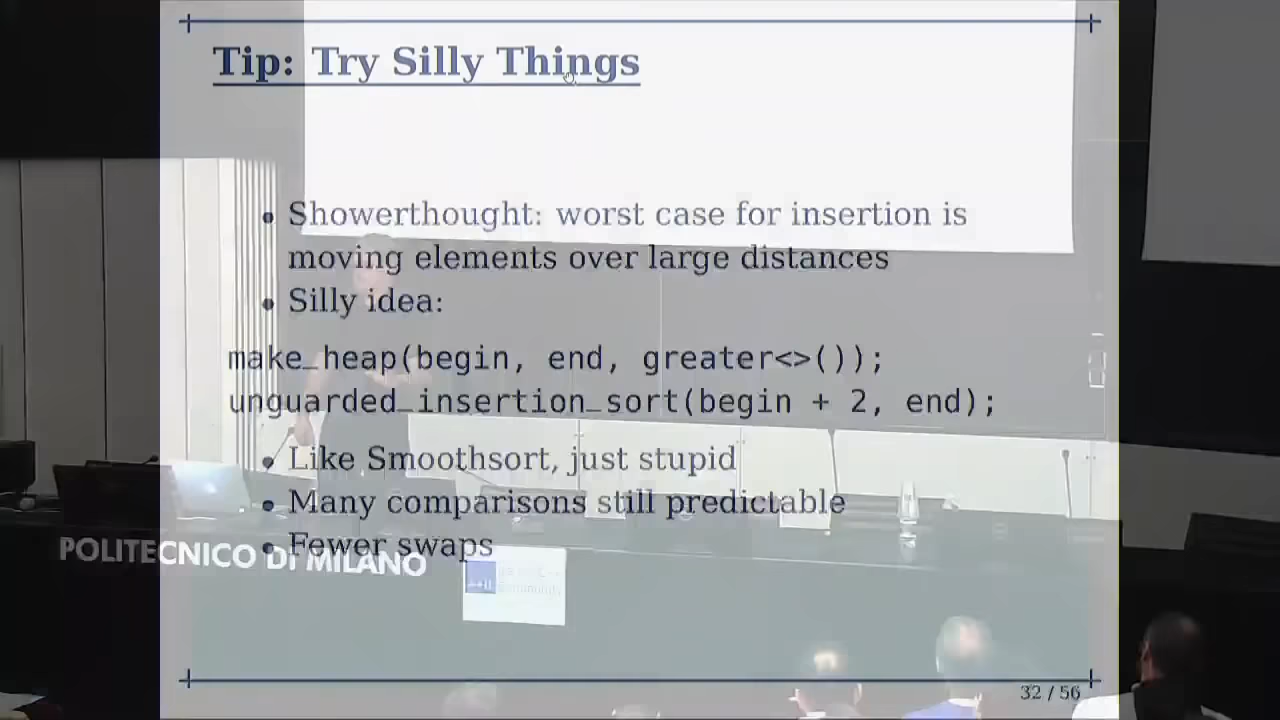 Tip: Try Silly Things
• Showerthought: worst case for insertion is
moving elements over large distances
• Silly idea:
make_heap(begin, end, greater<>());
unguarded_insertion_sort(begin + 2, end);
• Like Smoothsort, just stupid
• Many comparisons still predictable
• Fewer swaps
POLITECNICO DI MILANO
32 / 56